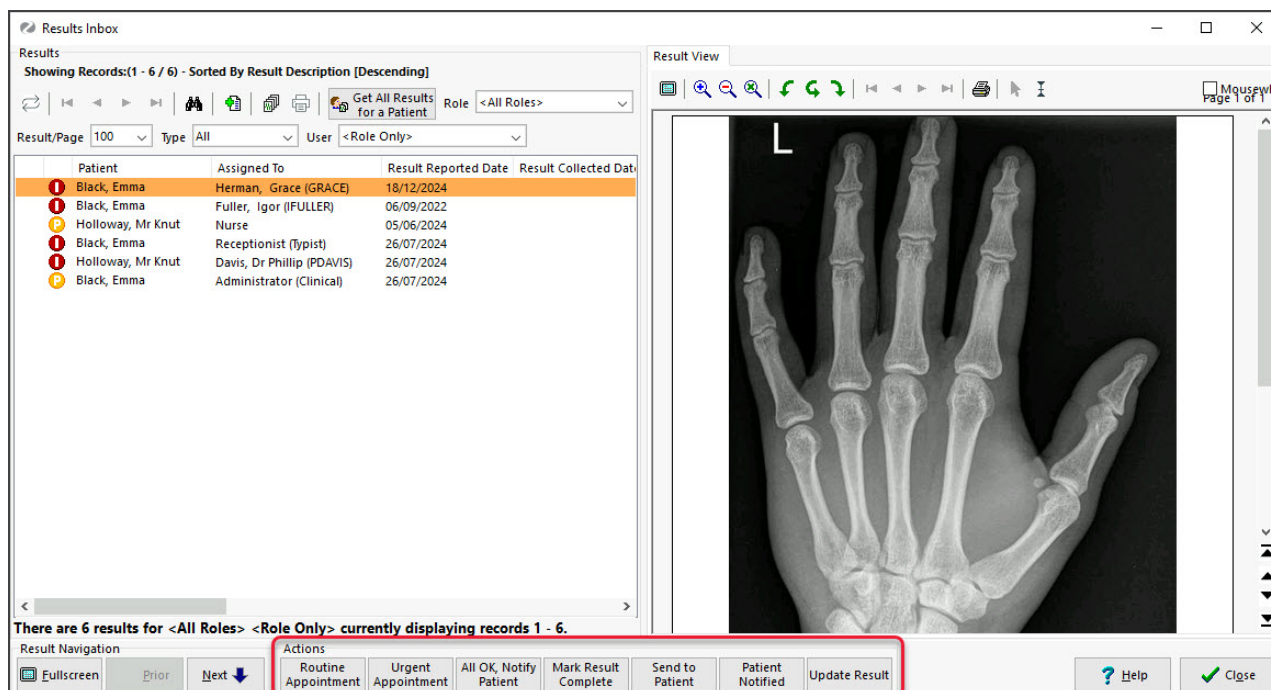 Results Inbox
Results
Showing Records:(1 - 6 / 6) - Sorted By Result Description [Descending]
Get All Results for a Patient
Role <All Roles>
Result/Page 100 Type All User <Role Only>
Patient Assigned To Result Reported Date Result Collected Dat
I Black, Emma Herman, Grace (GRACE) 18/12/2024
I Black, Emma Fuller, Igor (IFULLER) 06/09/2022
P Holloway, Mr Knut Nurse 05/06/2024
I Black, Emma Receptionist (Typist) 26/07/2024
I Holloway, Mr Knut Davis, Dr Phillip (PDAVIS) 26/07/2024
P Black, Emma Administrator (Clinical) 26/07/2024
There are 6 results for <All Roles> <Role Only> currently displaying records 1 - 6.
Result View
Page 1 of 1
L
Result Navigation
Fullscreen
Prior
Next
Actions
Routine Appointment
Urgent Appointment
All OK, Notify Patient
Mark Result Complete
Send to Patient
Patient Notified
Update Result
? Help
Close